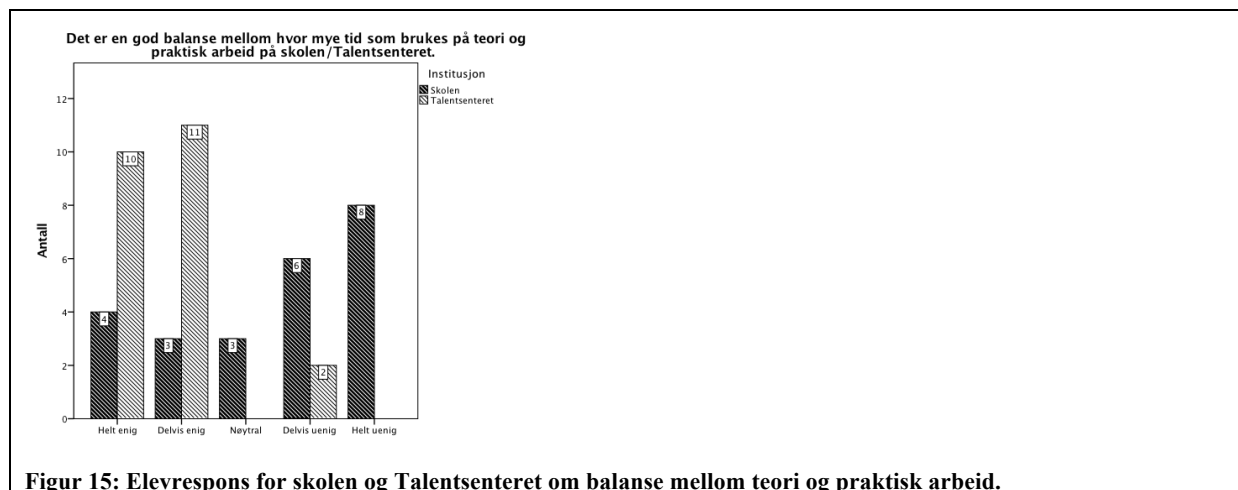 Det er en god balanse mellom hvor mye tid som brukes på teori og
praktisk arbeid på skolen/Talentsenteret.
Institusjon
Skolen
Talentsenteret
Antall
12
10
8
6
4
2
0
4
10
3
11
3
6
2
8
Helt enig
Delvis enig
Nøytral
Delvis uenig
Helt uenig
Figur 15: Elevrespons for skolen og Talentsenteret om balanse mellom teori og praktisk arbeid.